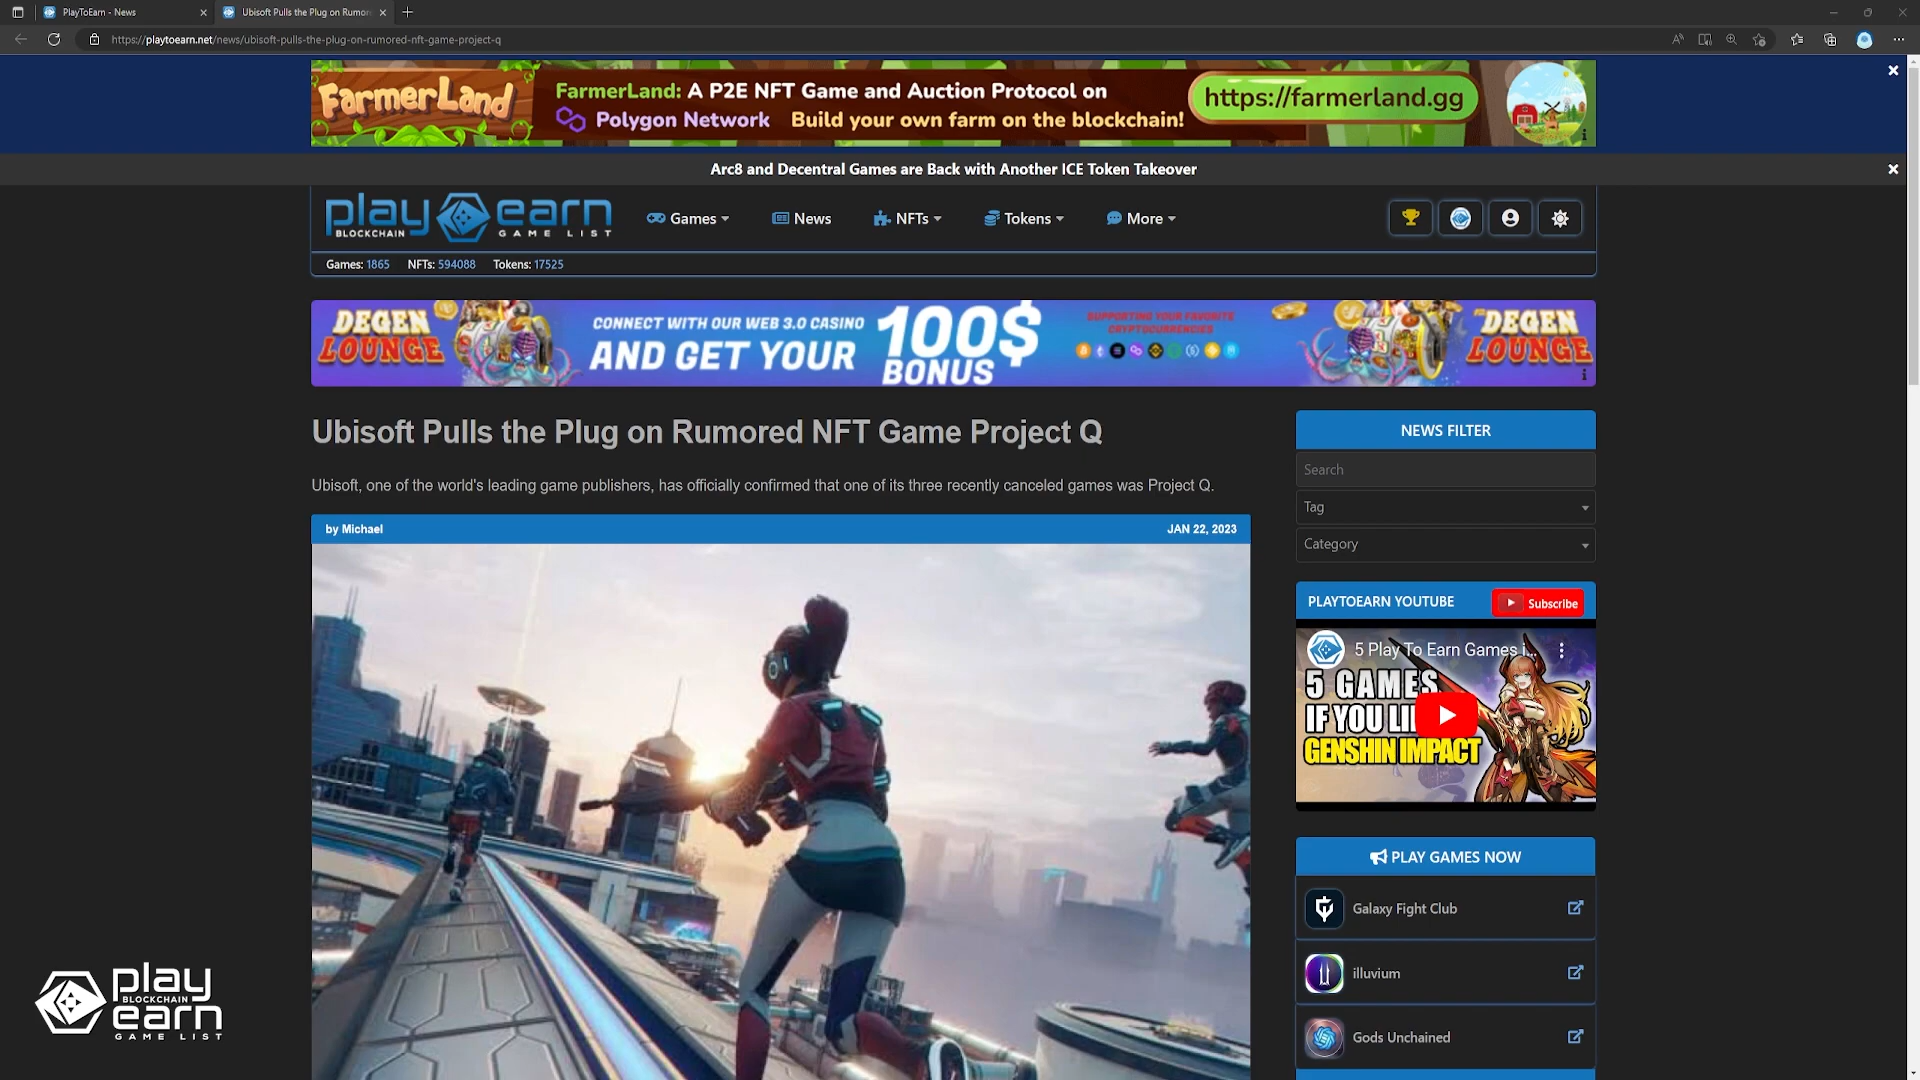 PlayToEarn - News
Ubisoft Pulls the Plug on Rumor
https://playtoearn.net/news/ubisoft-pulls-the-plug-on-rumored-nft-game-project-q
FarmerLand
FarmerLand: A P2E NFT Game and Auction Protocol on
Polygon Network Build your own farm on the blockchain!
https://farmerland.gg
Arc8 and Decentral Games are Back with Another ICE Token Takeover
play earn
BLOCKCHAIN GAME LIST
Games
News
NFTs
Tokens
More
Games: 1865 NFTs: 594088 Tokens: 17525
DEGEN
LOUNGE
CONNECT WITH OUR WEB 3.0 CASINO
AND GET YOUR
100$
BONUS
SUPPORTING YOUR FAVORITE
CRYPTOCURRENCIES
DEGEN
LOUNGE
Ubisoft Pulls the Plug on Rumored NFT Game Project Q
Ubisoft, one of the world's leading game publishers, has officially confirmed that one of its three recently canceled games was Project Q.
by Michael
JAN 22, 2023
NEWS FILTER
Search
Tag
Category
PLAYTOEARN YOUTUBE
Subscribe
5 Play To Earn Games i...
5 GAMES
IF YOU LI
GENSHIN IMPACT
PLAY GAMES NOW
Galaxy Fight Club
illuvium
Gods Unchained
play
BLOCKCHAIN
earn
GAME LIST